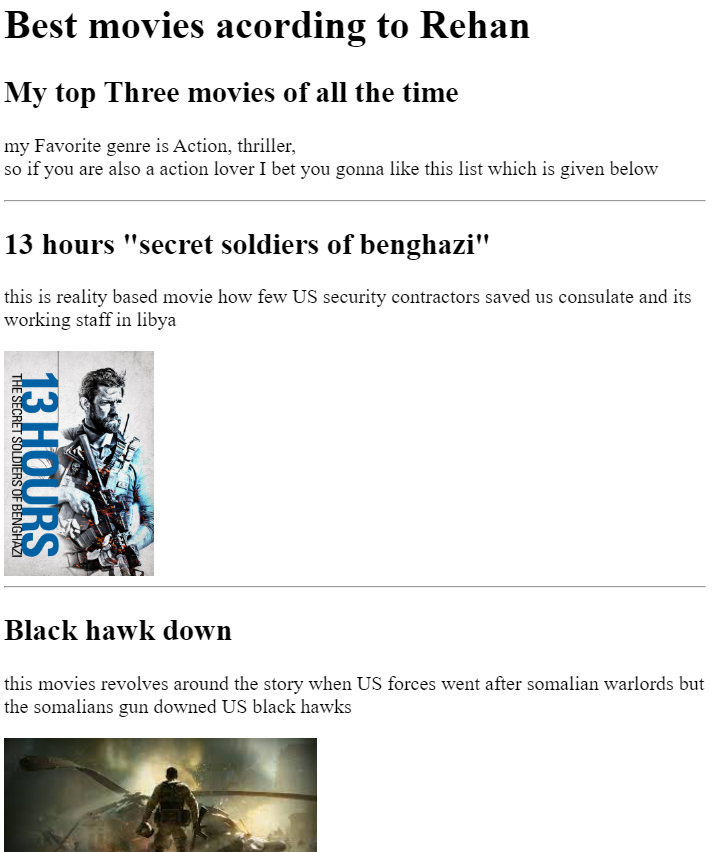 Best movies acording to Rehan
My top Three movies of all the time
my Favorite genre is Action, thriller,
so if you are also a action lover I bet you gonna like this list which is given below
13 hours "secret soldiers of benghazi"
this is reality based movie how few US security contractors saved us consulate and its
working staff in libya
13 HOURS
THE SECRET SOLDIERS OF BENGHAZI
Black hawk down
this movies revolves around the story when US forces went after somalian warlords but
the somalians gun downed US black hawks